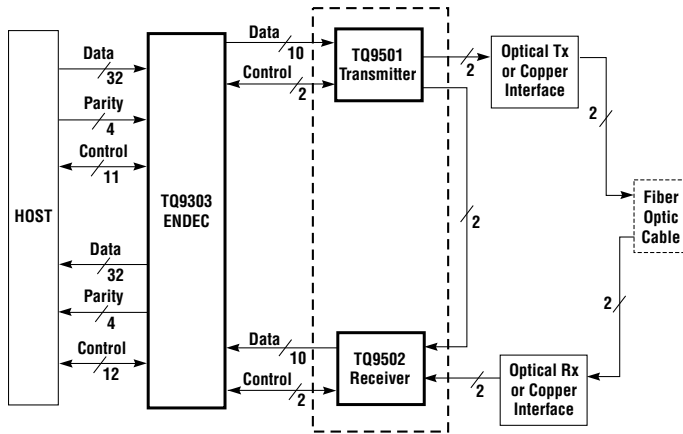 HOST
Data
32
Parity
4
Control
11
Data
32
Parity
4
Control
12
TQ9303
ENDEC
Data
10
Control
2
Data
10
Control
2
TQ9501
Transmitter
TQ9502
Receiver
2
2
2
Optical Tx
or Copper
Interface
2
Fiber
Optic
Cable
2
Optical Rx
or Copper
Interface